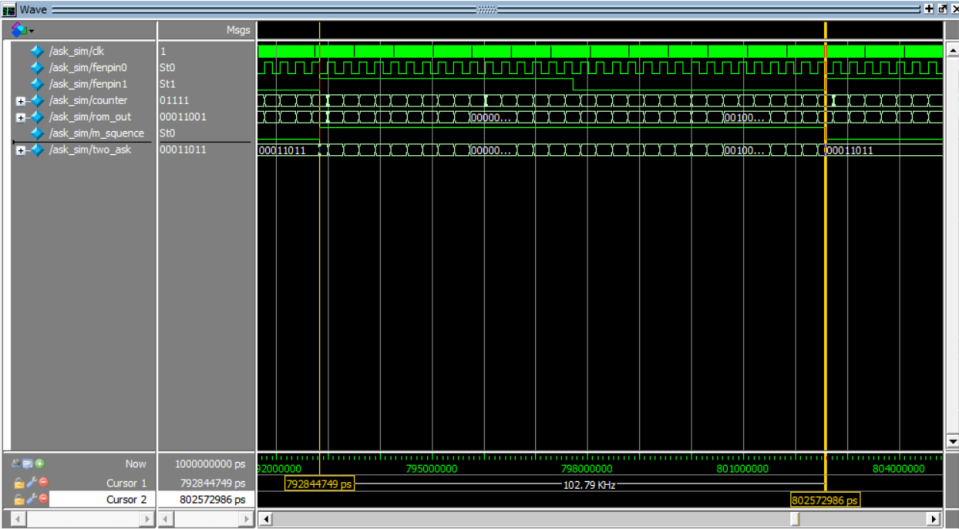 Wave
Msgs
/ask_sim/clk 1
/ask_sim/fenpin0 St0
/ask_sim/fenpin1 St1
/ask_sim/counter 01111
/ask_sim/rom_out 00011001 00000... 00100...
/ask_sim/m_squence St0
/ask_sim/two_ask 00011011 00011011 00000... 00100... 00011011
Now 1000000000 ps 92000000 795000000 798000000 801000000 804000000
Cursor 1 792844749 ps 792844749 ps 102.79 KHz
Cursor 2 802572986 ps 802572986 ps